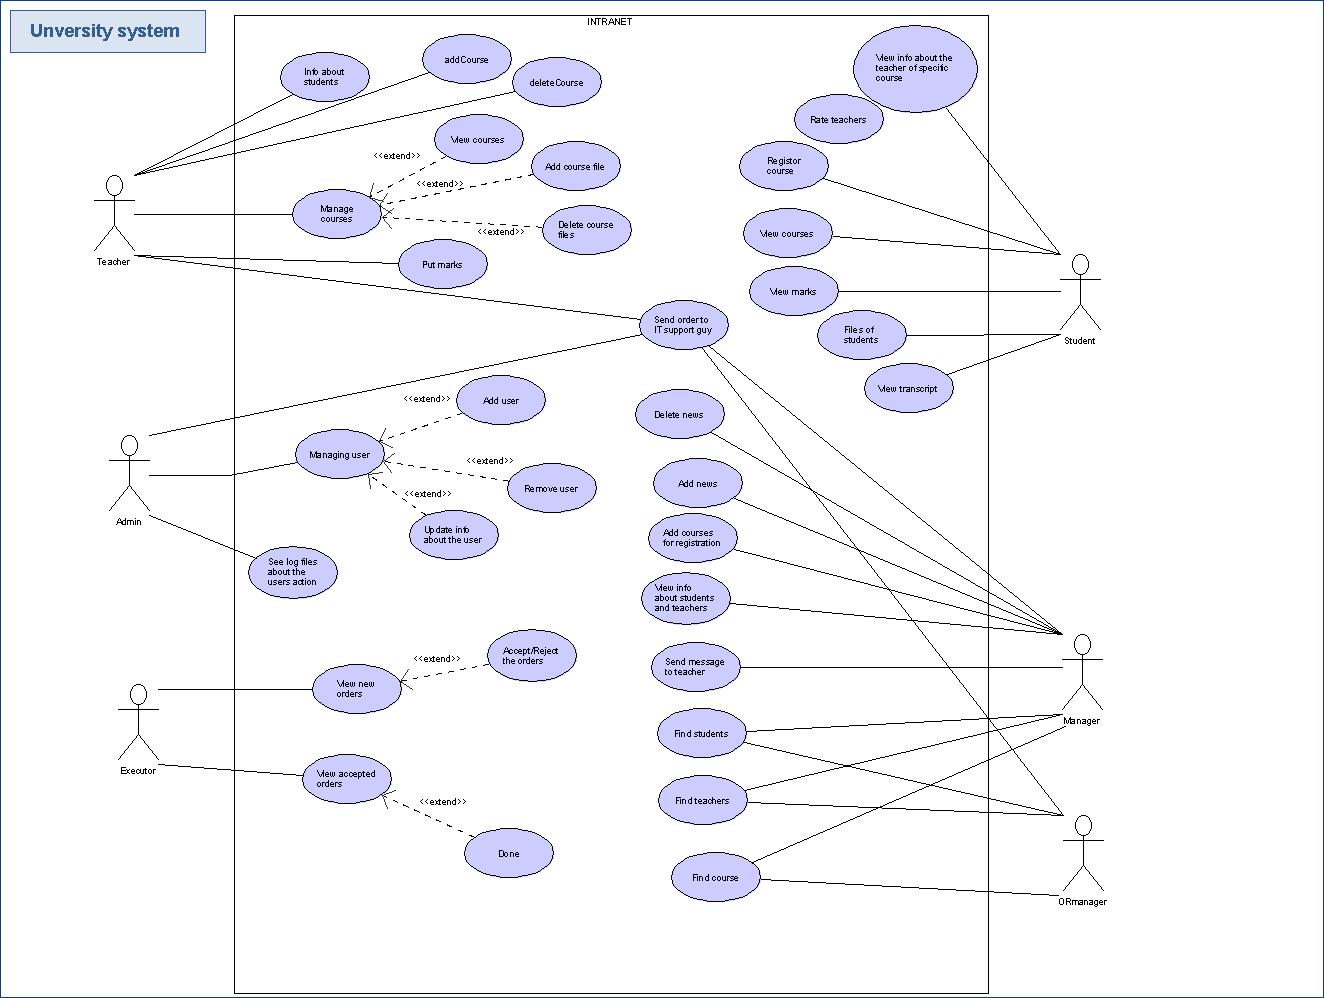 Unversity system
INTRANET
Info about
students
addCourse
deleteCourse
View info about the
teacher of specific
course
Rate teachers
View courses
<<extend>>
Add course file
<<extend>>
Registor
course
Manage
courses
Delete course
files
<<extend>>
View courses
Teacher
Put marks
View marks
Send order to
IT support guy
Files of
students
Student
View transcript
<<extend>>
Add user
Delete news
Managing user
<<extend>>
Remove user
Add news
<<extend>>
Admin
Update info
about the user
Add courses
for registration
See log files
about the
users action
View info
about students
and teachers
Accept/Reject
the orders
<<extend>>
Send message
to teacher
View new
orders
Manager
Find students
Executor
View accepted
orders
<<extend>>
Find teachers
Done
Find course
ORmanager